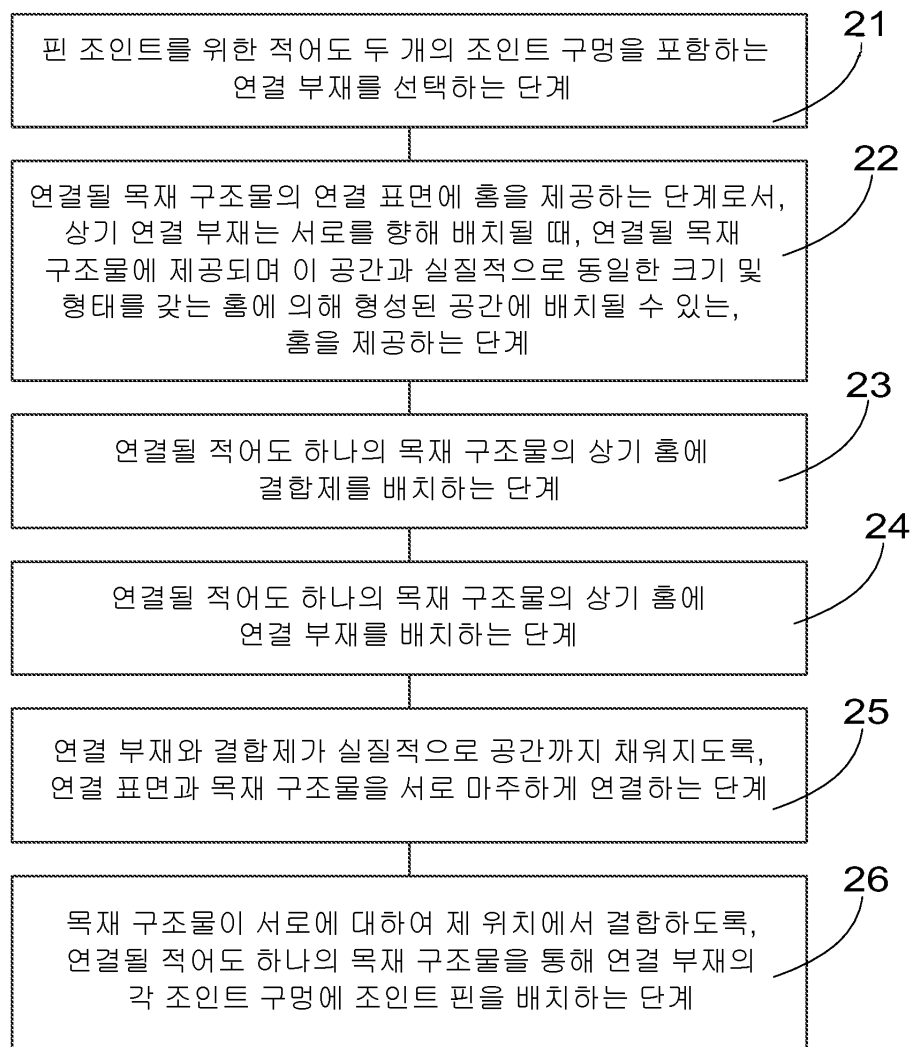 21
핀 조인트를 위한 적어도 두 개의 조인트 구멍을 포함하는
연결 부재를 선택하는 단계
22
연결될 목재 구조물의 연결 표면에 홈을 제공하는 단계로서,
상기 연결 부재는 서로를 향해 배치될 때, 연결될 목재
구조물에 제공되며 이 공간과 실질적으로 동일한 크기 및
형태를 갖는 홈에 의해 형성된 공간에 배치될 수 있는,
홈을 제공하는 단계
23
연결될 적어도 하나의 목재 구조물의 상기 홈에
결합제를 배치하는 단계
24
연결될 적어도 하나의 목재 구조물의 상기 홈에
연결 부재를 배치하는 단계
25
연결 부재와 결합제가 실질적으로 공간까지 채워지도록,
연결 표면과 목재 구조물을 서로 마주하게 연결하는 단계
26
목재 구조물이 서로에 대하여 제 위치에서 결합하도록,
연결될 적어도 하나의 목재 구조물을 통해 연결 부재의
각 조인트 구멍에 조인트 핀을 배치하는 단계